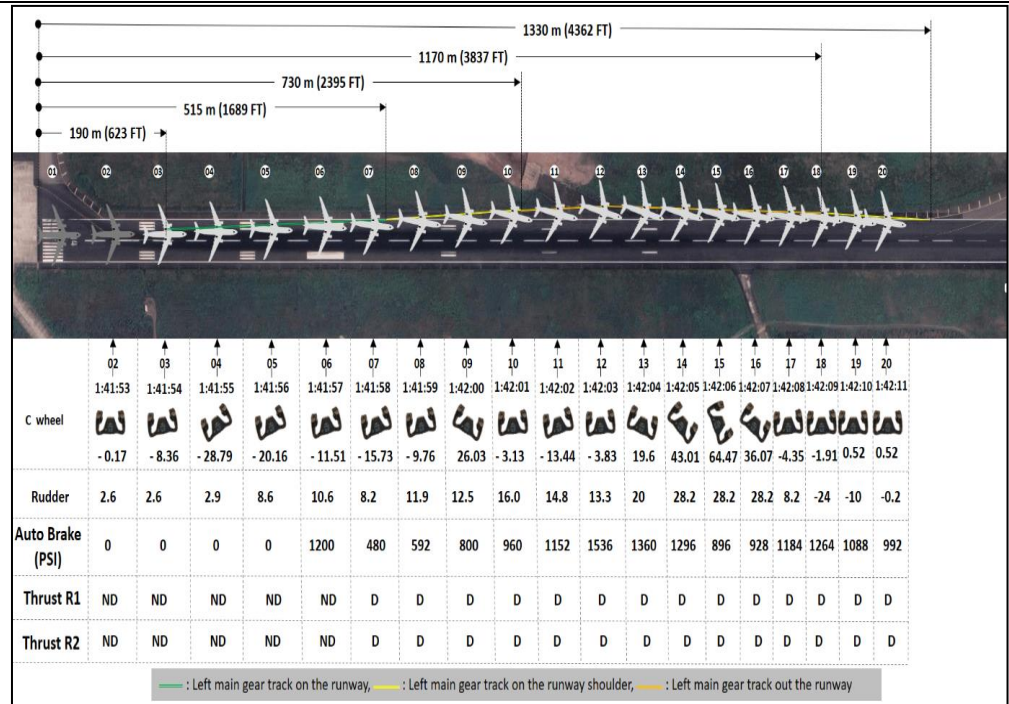 1330 m (4362 FT)
1170 m (3837 FT)
730 m (2395 FT)
515 m (1689 FT)
190 m (623 FT)
01 02 03 04 05 06 07 08 09 10 11 12 13 14 15 16 17 18 19 20
02 03 04 05 06 07 08 09 10 11 12 13 14 15 16 17 18 19 20
1:41:53 1:41:54 1:41:55 1:41:56 1:41:57 1:41:58 1:41:59 1:42:00 1:42:01 1:42:02 1:42:03 1:42:04 1:42:05 1:42:06 1:42:07 1:42:08 1:42:09 1:42:10 1:42:11
C wheel
- 0.17 - 8.36 - 28.79 - 20.16 - 11.51 - 15.73 - 9.76 26.03 - 3.13 - 13.44 - 3.83 19.6 43.01 64.47 36.07 -4.35 -1.91 0.52 0.52
Rudder 2.6 2.6 2.9 8.6 10.6 8.2 11.9 12.5 16.0 14.8 13.3 20 28.2 28.2 28.2 8.2 -24 -10 -0.2
Auto Brake
(PSI) 0 0 0 0 1200 480 592 800 960 1152 1536 1360 1296 896 928 1184 1264 1088 992
Thrust R1 ND ND ND ND ND D D D D D D D D D D D D D D
Thrust R2 ND ND ND ND ND D D D D D D D D D D D D D D
: Left main gear track on the runway, : Left main gear track on the runway shoulder, : Left main gear track out the runway